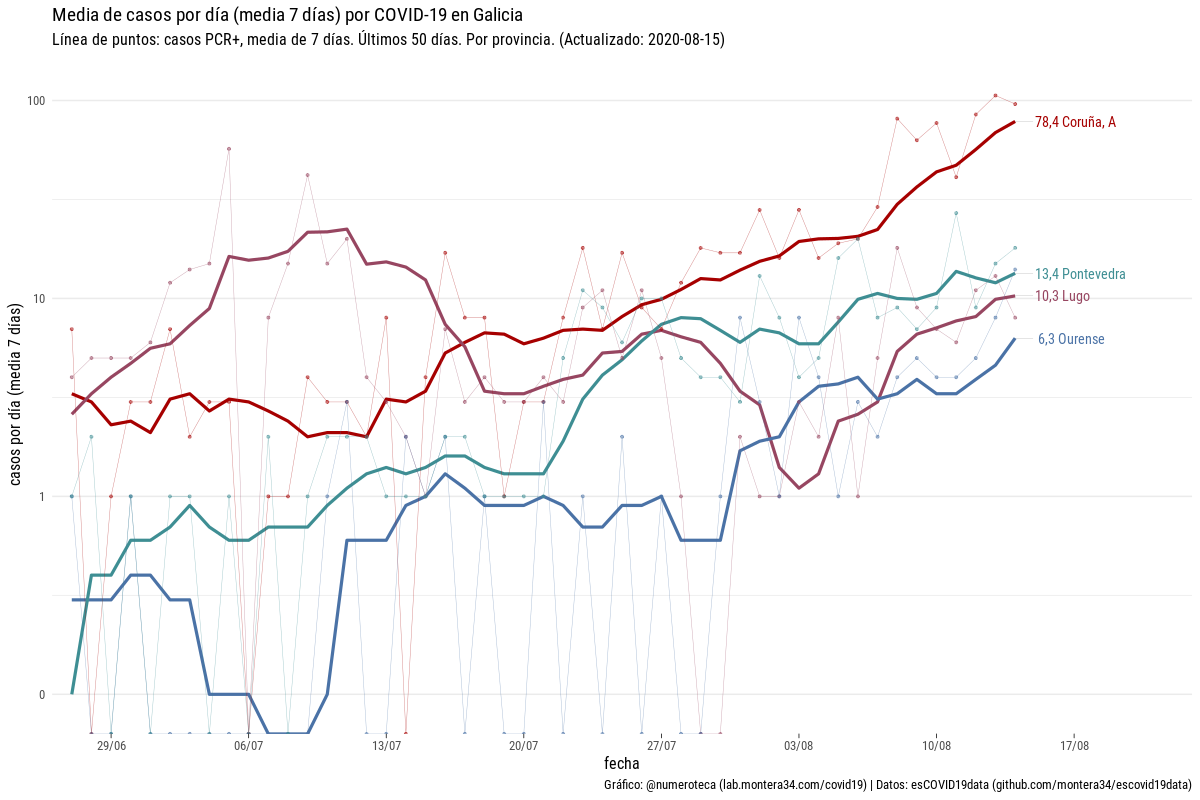 Media de casos por día (media 7 días) por COVID-19 en Galicia
Línea de puntos: casos PCR+, media de 7 días. Últimos 50 días. Por provincia. (Actualizado: 2020-08-15)
casos por día (media 7 días)
100
10
1
0
78,4 Coruña, A
13,4 Pontevedra
10,3 Lugo
6,3 Ourense
29/06
06/07
13/07
20/07
27/07
03/08
10/08
17/08
fecha
Gráfico: @numeroteca (lab.montera34.com/covid19) | Datos: esCOVID19data (github.com/montera34/escovid19data)